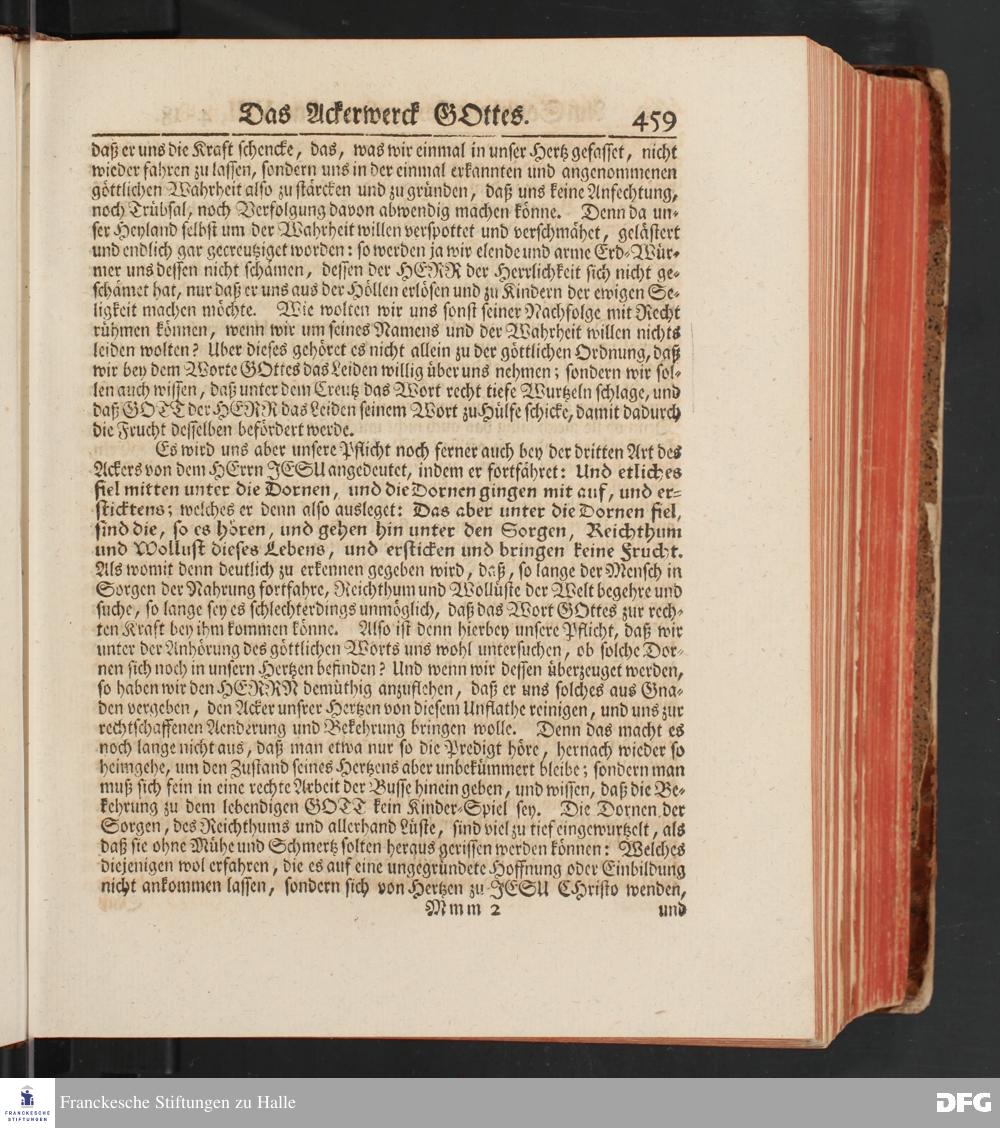 Das Ackerwerck GOttes. 459
daß er uns die Kraft schencke, das, was wir einmal in unser Hertz gefasset, nicht
wieder fahren zu lassen, sondern uns in der einmal erkannten und angenommenen
göttlichen Wahrheit also zu stärcken und zu gründen, daß uns keine Anfechtung,
noch Trübsal, noch Verfolgung davon abwendig machen könne. Denn da un-
ser Heyland selbst um der Wahrheit willen verspottet und verschmähet, gelästert
und endlich gar gecreutziget worden: so werden ja wir elende und arme Erd-Wür-
mer uns dessen nicht schämen, dessen der HERR der Herrlichkeit sich nicht ge-
schämet hat, nur daß er uns aus der Höllen erlösen und zu Kindern der ewigen Se-
ligkeit machen möchte. Wie wolten wir uns sonst seiner Nachfolge mit Recht
rühmen können, wenn wir um seines Namens und der Wahrheit willen nichts
leiden wolten? Uber dieses gehöret es nicht allein zu der göttlichen Ordnung, daß
wir bey dem Worte GOttes das Leiden willig über uns nehmen; sondern wir sol-
len auch wissen, daß unter dem Creutz das Wort recht tiefe Wurtzeln schlage, und
daß GOTT der HERR das Leiden seinem Wort zu Hülfe schicke, damit dadurch
die Frucht desselben befördert werde.
Es wird uns aber unsere Pflicht noch ferner auch bey der dritten Art des
Ackers von dem HErrn JESU angedeutet, indem er fortfähret: Und etliches
fiel mitten unter die Dornen, und die Dornen gingen mit auf, und er-
sticktens; welches er denn also ausleget: Das aber unter die Dornen fiel,
sind die, so es hören, und gehen hin unter den Sorgen, Reichthum
und Wollust dieses Lebens, und ersticken und bringen keine Frucht.
Als womit denn deutlich zu erkennen gegeben wird, daß, so lange der Mensch in
Sorgen der Nahrung fortfahre, Reichthum und Wollüste der Welt begehre und
suche, so lange sey es schlechterdings unmöglich, daß das Wort GOttes zur rech-
ten Kraft bey ihm kommen könne. Also ist denn hierbey unsere Pflicht, daß wir
unter der Anhörung des göttlichen Worts uns wohl untersuchen, ob solche Dor-
nen sich noch in unsern Hertzen befinden? Und wenn wir dessen überzeuget werden,
so haben wir den HERRN demüthig anzuflehen, daß er uns solches aus Gna-
den vergeben, den Acker unsrer Hertzen von diesem Unflathe reinigen, und uns zur
rechtschaffenen Aenderung und Bekehrung bringen wolle. Denn das macht es
noch lange nicht aus, daß man etwa nur so die Predigt höre, hernach wieder so
heimgehe, um den Zustand seines Hertzens aber unbekümmert bleibe; sondern man
muß sich fein in eine rechte Arbeit der Busse hinein geben, und wissen, daß die Be-
kehrung zu dem lebendigen GOTT kein Kinder-Spiel sey. Die Dornen der
Sorgen, des Reichthums und allerhand Lüste, sind viel zu tief eingewurtzelt, als
daß sie ohne Mühe und Schmertz solten heraus gerissen werden können: Welches
diejenigen wol erfahren, die es auf eine ungegründete Hoffnung oder Einbildung
nicht ankommen lassen, sondern sich von Hertzen zu JESU CHristo wenden,
Mmm 2 und
FRANCKESCHE
STIFTUNGEN
Franckesche Stiftungen zu Halle
DFG